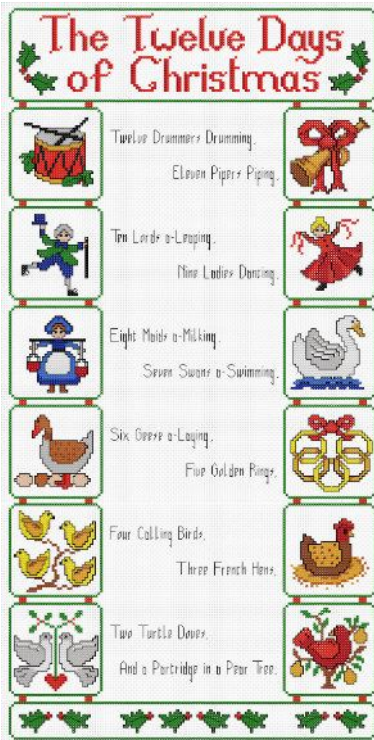 The Twelve Days
of Christmas
Twelve Drummers Drumming,
Eleven Pipers Piping,
Ten Lords a-Leaping,
Nine Ladies Dancing,
Eight Maids a-Milking,
Seven Swans a-Swimming,
Six Geese a-Laying,
Five Golden Rings,
Four Calling Birds,
Three French Hens,
Two Turtle Doves,
And a Partridge in a Pear Tree.